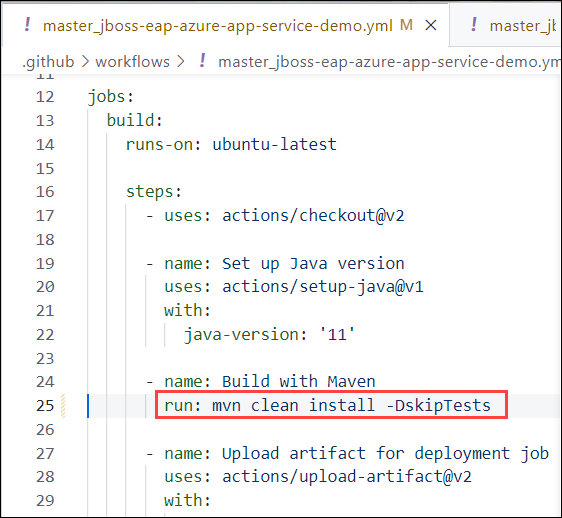 ! master_jboss-eap-azure-app-service-demo.yml M × ! master_jb
.github > workflows > ! master_jboss-eap-azure-app-service-demo.ym
11
12 jobs:
13   build:
14     runs-on: ubuntu-latest
15
16     steps:
17       - uses: actions/checkout@v2
18
19       - name: Set up Java version
20         uses: actions/setup-java@v1
21         with:
22           java-version: '11'
23
24       - name: Build with Maven
25         run: mvn clean install -DskipTests
26
27       - name: Upload artifact for deployment job
28         uses: actions/upload-artifact@v2
29         with: